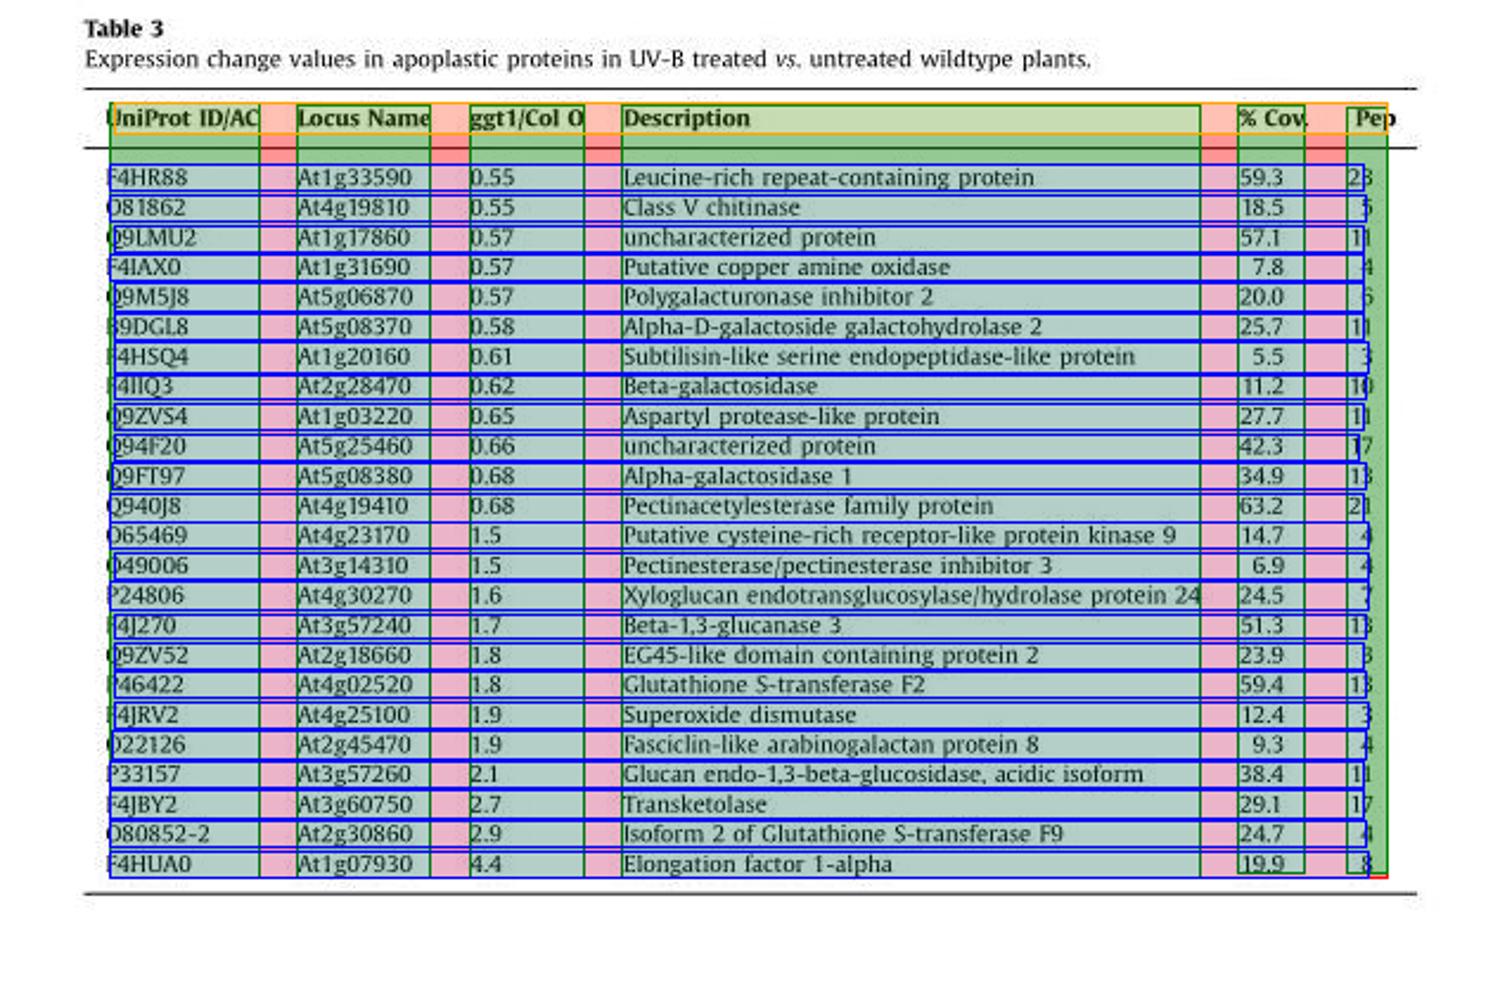 Table 3
Expression change values in apoplastic proteins in UV-B treated vs. untreated wildtype plants.
UniProt ID/AC Locus Name ggt1/Col O Description % Cov. Pep
F4HR88 At1g33590 0.55 Leucine-rich repeat-containing protein 59.3 23
O81862 At4g19810 0.55 Class V chitinase 18.5 5
Q9LMU2 At1g17860 0.57 uncharacterized protein 57.1 11
F4IAX0 At1g31690 0.57 Putative copper amine oxidase 7.8 4
Q9M5J8 At5g06870 0.57 Polygalacturonase inhibitor 2 20.0 6
B9DGL8 At5g08370 0.58 Alpha-D-galactoside galactohydrolase 2 25.7 11
F4HSQ4 At1g20160 0.61 Subtilisin-like serine endopeptidase-like protein 5.5 3
F4IIQ3 At2g28470 0.62 Beta-galactosidase 11.2 10
Q9ZVS4 At1g03220 0.65 Aspartyl protease-like protein 27.7 11
Q94F20 At5g25460 0.66 uncharacterized protein 42.3 17
Q9FT97 At5g08380 0.68 Alpha-galactosidase 1 34.9 13
Q940J8 At4g19410 0.68 Pectinacetylesterase family protein 63.2 21
O65469 At4g23170 1.5 Putative cysteine-rich receptor-like protein kinase 9 14.7 4
O49006 At3g14310 1.5 Pectinesterase/pectinesterase inhibitor 3 6.9 4
P24806 At4g30270 1.6 Xyloglucan endotransglucosylase/hydrolase protein 24 24.5 7
F4J270 At3g57240 1.7 Beta-1,3-glucanase 3 51.3 13
Q9ZV52 At2g18660 1.8 EG45-like domain containing protein 2 23.9 3
P46422 At4g02520 1.8 Glutathione S-transferase F2 59.4 13
F4JRV2 At4g25100 1.9 Superoxide dismutase 12.4 3
O22126 At2g45470 1.9 Fasciclin-like arabinogalactan protein 8 9.3 4
P33157 At3g57260 2.1 Glucan endo-1,3-beta-glucosidase, acidic isoform 38.4 11
F4JBY2 At3g60750 2.7 Transketolase 29.1 17
O80852-2 At2g30860 2.9 Isoform 2 of Glutathione S-transferase F9 24.7 4
F4HUA0 At1g07930 4.4 Elongation factor 1-alpha 19.9 8